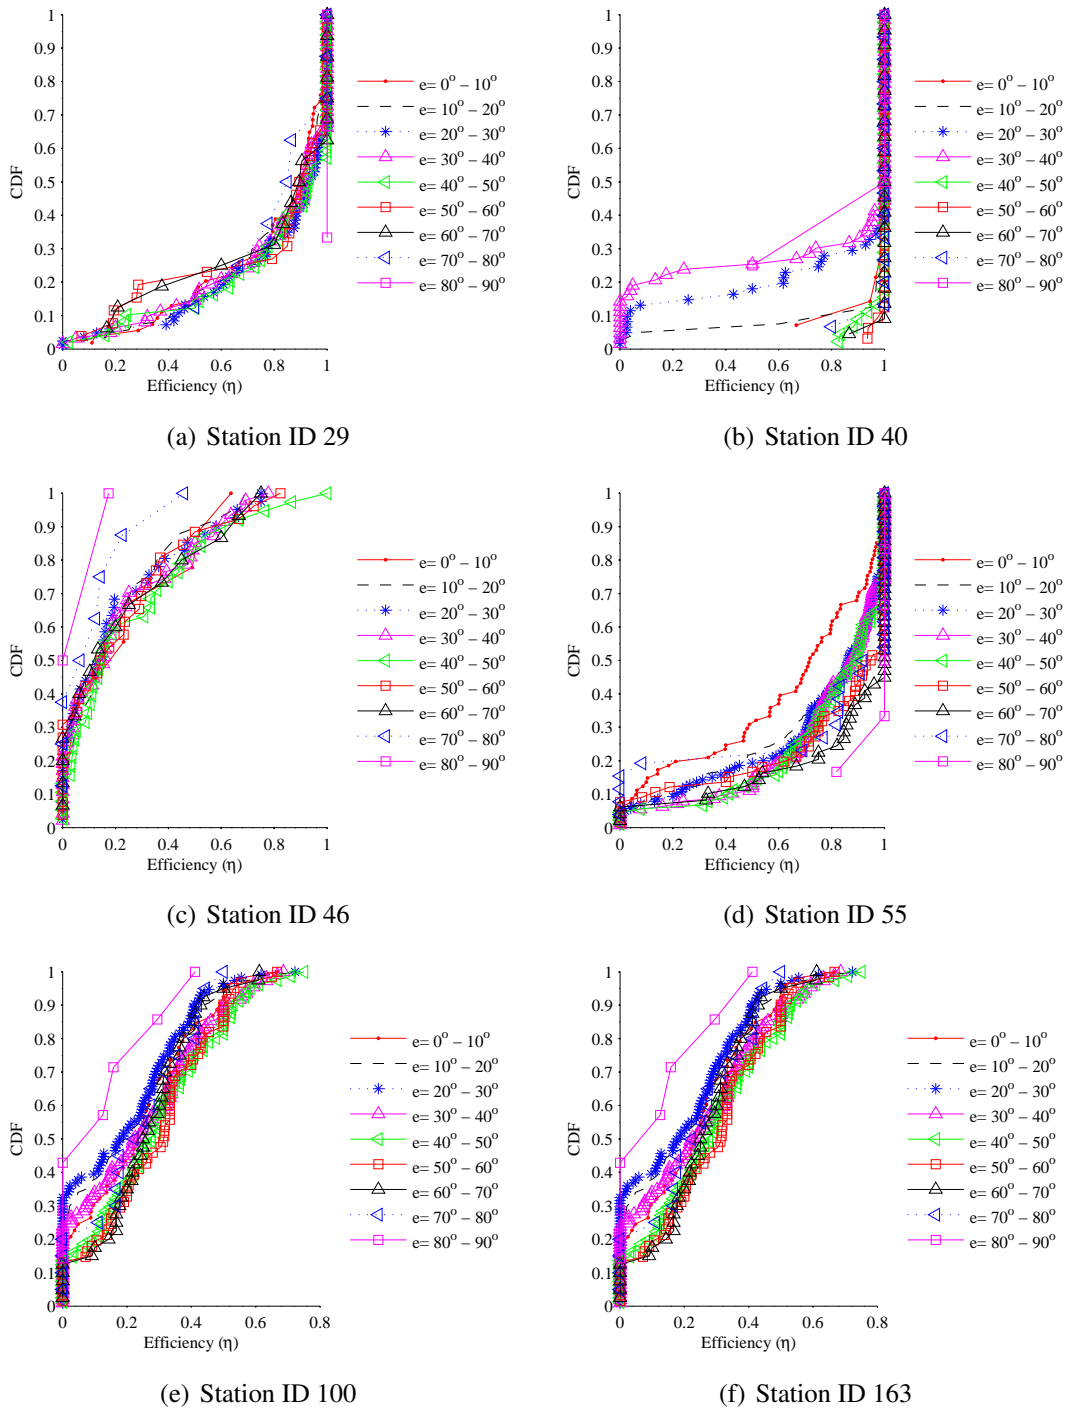 1
0.9
0.8
0.7
0.6
0.5
0.4
0.3
0.2
0.1
0
CDF
0 0.2 0.4 0.6 0.8 1
Efficiency (η)
e= 0° – 10°
e= 10° – 20°
e= 20° – 30°
e= 30° – 40°
e= 40° – 50°
e= 50° – 60°
e= 60° – 70°
e= 70° – 80°
e= 80° – 90°
(a) Station ID 29
1
0.9
0.8
0.7
0.6
0.5
0.4
0.3
0.2
0.1
0
CDF
0 0.2 0.4 0.6 0.8 1
Efficiency (η)
e= 0° – 10°
e= 10° – 20°
e= 20° – 30°
e= 30° – 40°
e= 40° – 50°
e= 50° – 60°
e= 60° – 70°
e= 70° – 80°
e= 80° – 90°
(b) Station ID 40
1
0.9
0.8
0.7
0.6
0.5
0.4
0.3
0.2
0.1
0
CDF
0 0.2 0.4 0.6 0.8 1
Efficiency (η)
e= 0° – 10°
e= 10° – 20°
e= 20° – 30°
e= 30° – 40°
e= 40° – 50°
e= 50° – 60°
e= 60° – 70°
e= 70° – 80°
e= 80° – 90°
(c) Station ID 46
1
0.9
0.8
0.7
0.6
0.5
0.4
0.3
0.2
0.1
0
CDF
0 0.2 0.4 0.6 0.8 1
Efficiency (η)
e= 0° – 10°
e= 10° – 20°
e= 20° – 30°
e= 30° – 40°
e= 40° – 50°
e= 50° – 60°
e= 60° – 70°
e= 70° – 80°
e= 80° – 90°
(d) Station ID 55
1
0.9
0.8
0.7
0.6
0.5
0.4
0.3
0.2
0.1
0
CDF
0 0.2 0.4 0.6 0.8
Efficiency (η)
e= 0° – 10°
e= 10° – 20°
e= 20° – 30°
e= 30° – 40°
e= 40° – 50°
e= 50° – 60°
e= 60° – 70°
e= 70° – 80°
e= 80° – 90°
(e) Station ID 100
1
0.9
0.8
0.7
0.6
0.5
0.4
0.3
0.2
0.1
0
CDF
0 0.2 0.4 0.6 0.8
Efficiency (η)
e= 0° – 10°
e= 10° – 20°
e= 20° – 30°
e= 30° – 40°
e= 40° – 50°
e= 50° – 60°
e= 60° – 70°
e= 70° – 80°
e= 80° – 90°
(f) Station ID 163